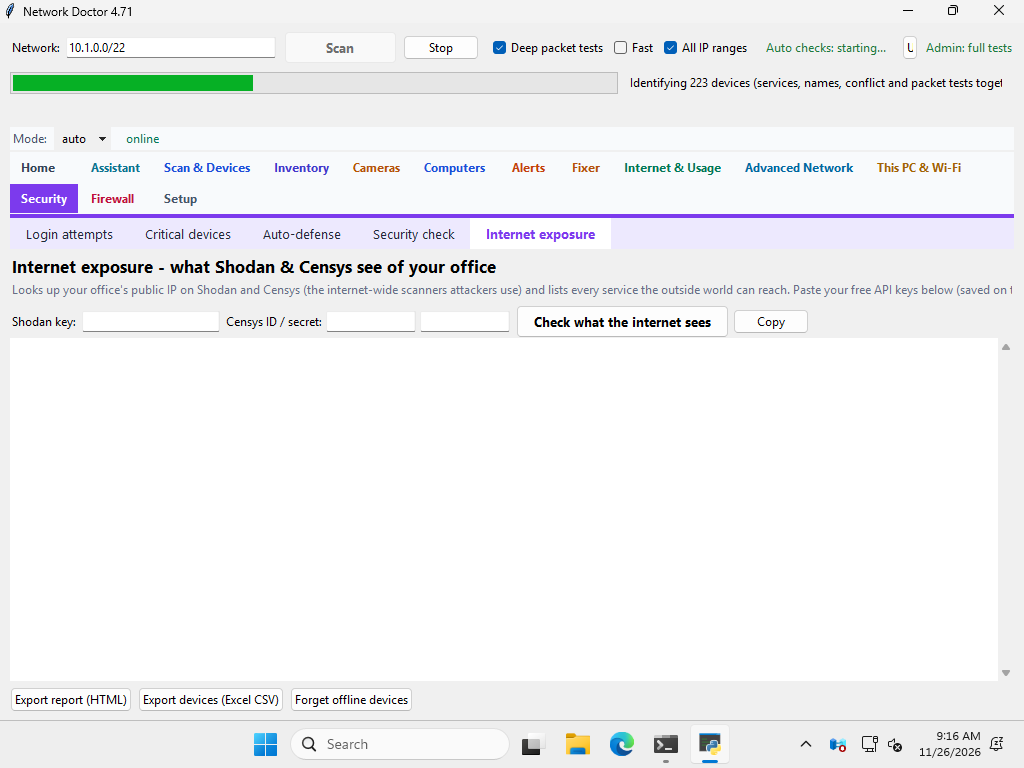 Network Doctor 4.71
Network: 10.1.0.0/22 Scan Stop Deep packet tests Fast All IP ranges Auto checks: starting... Admin: full tests
Identifying 223 devices (services, names, conflict and packet tests toget
Mode: auto online
Home Assistant Scan & Devices Inventory Cameras Computers Alerts Fixer Internet & Usage Advanced Network This PC & Wi-Fi
Security Firewall Setup
Login attempts Critical devices Auto-defense Security check Internet exposure
Internet exposure - what Shodan & Censys see of your office
Looks up your office's public IP on Shodan and Censys (the internet-wide scanners attackers use) and lists every service the outside world can reach. Paste your free API keys below (saved on t
Shodan key: Censys ID / secret: Check what the internet sees Copy
Export report (HTML) Export devices (Excel CSV) Forget offline devices
Search
9:16 AM
11/26/2026